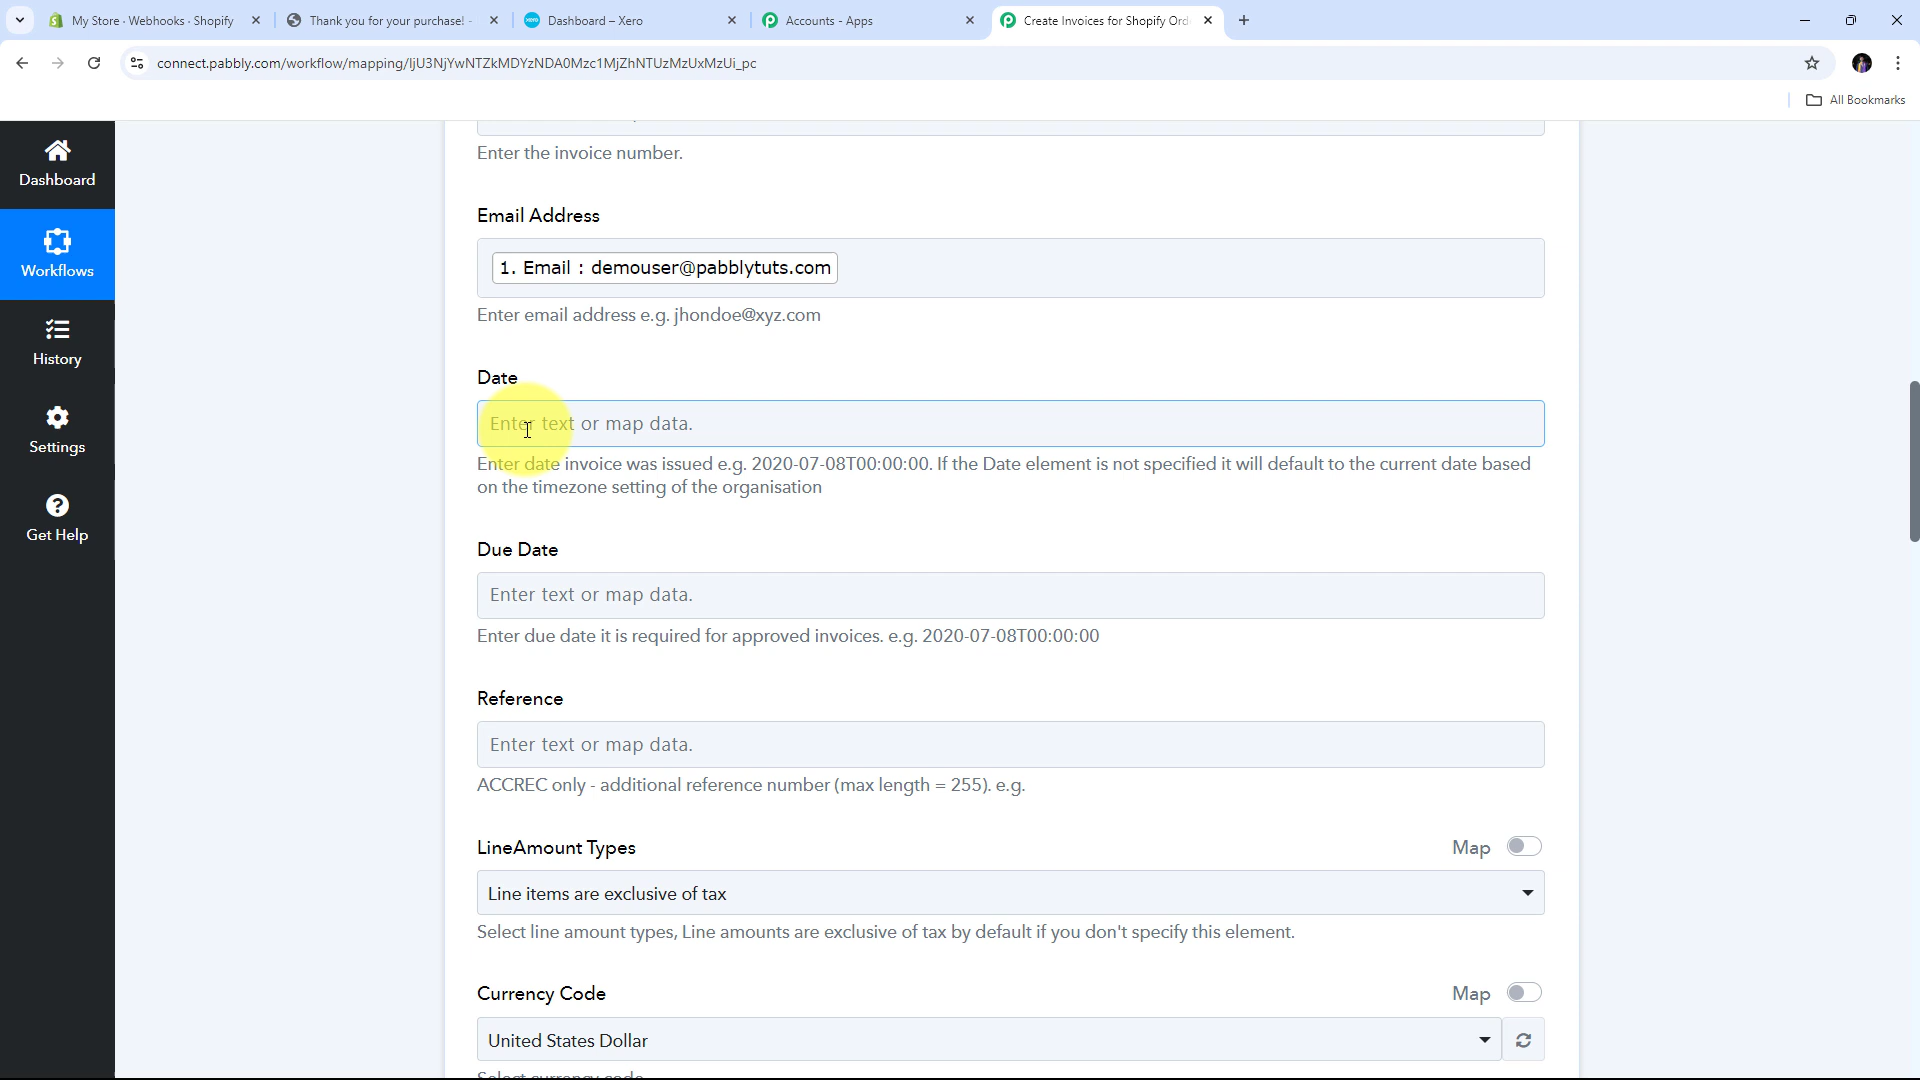 My Store · Webhooks · Shopify
Thank you for your purchase! -
Dashboard – Xero
Accounts - Apps
Create Invoices for Shopify Ord
connect.pabbly.com/workflow/mapping/IjU3NjYwNTZkMDYzNDA0Mzc1MjZhNTUzMzUxMzUi_pc
All Bookmarks
Dashboard
Workflows
History
Settings
Get Help
Enter the invoice number.
Email Address
1. Email : demouser@pabblytuts.com
Enter email address e.g. jhondoe@xyz.com
Date
Enter text or map data.
Enter date invoice was issued e.g. 2020-07-08T00:00:00. If the Date element is not specified it will default to the current date based
on the timezone setting of the organisation
Due Date
Enter text or map data.
Enter due date it is required for approved invoices. e.g. 2020-07-08T00:00:00
Reference
Enter text or map data.
ACCREC only - additional reference number (max length = 255). e.g.
LineAmount Types
Map
Line items are exclusive of tax
Select line amount types, Line amounts are exclusive of tax by default if you don't specify this element.
Currency Code
Map
United States Dollar
Select currency code